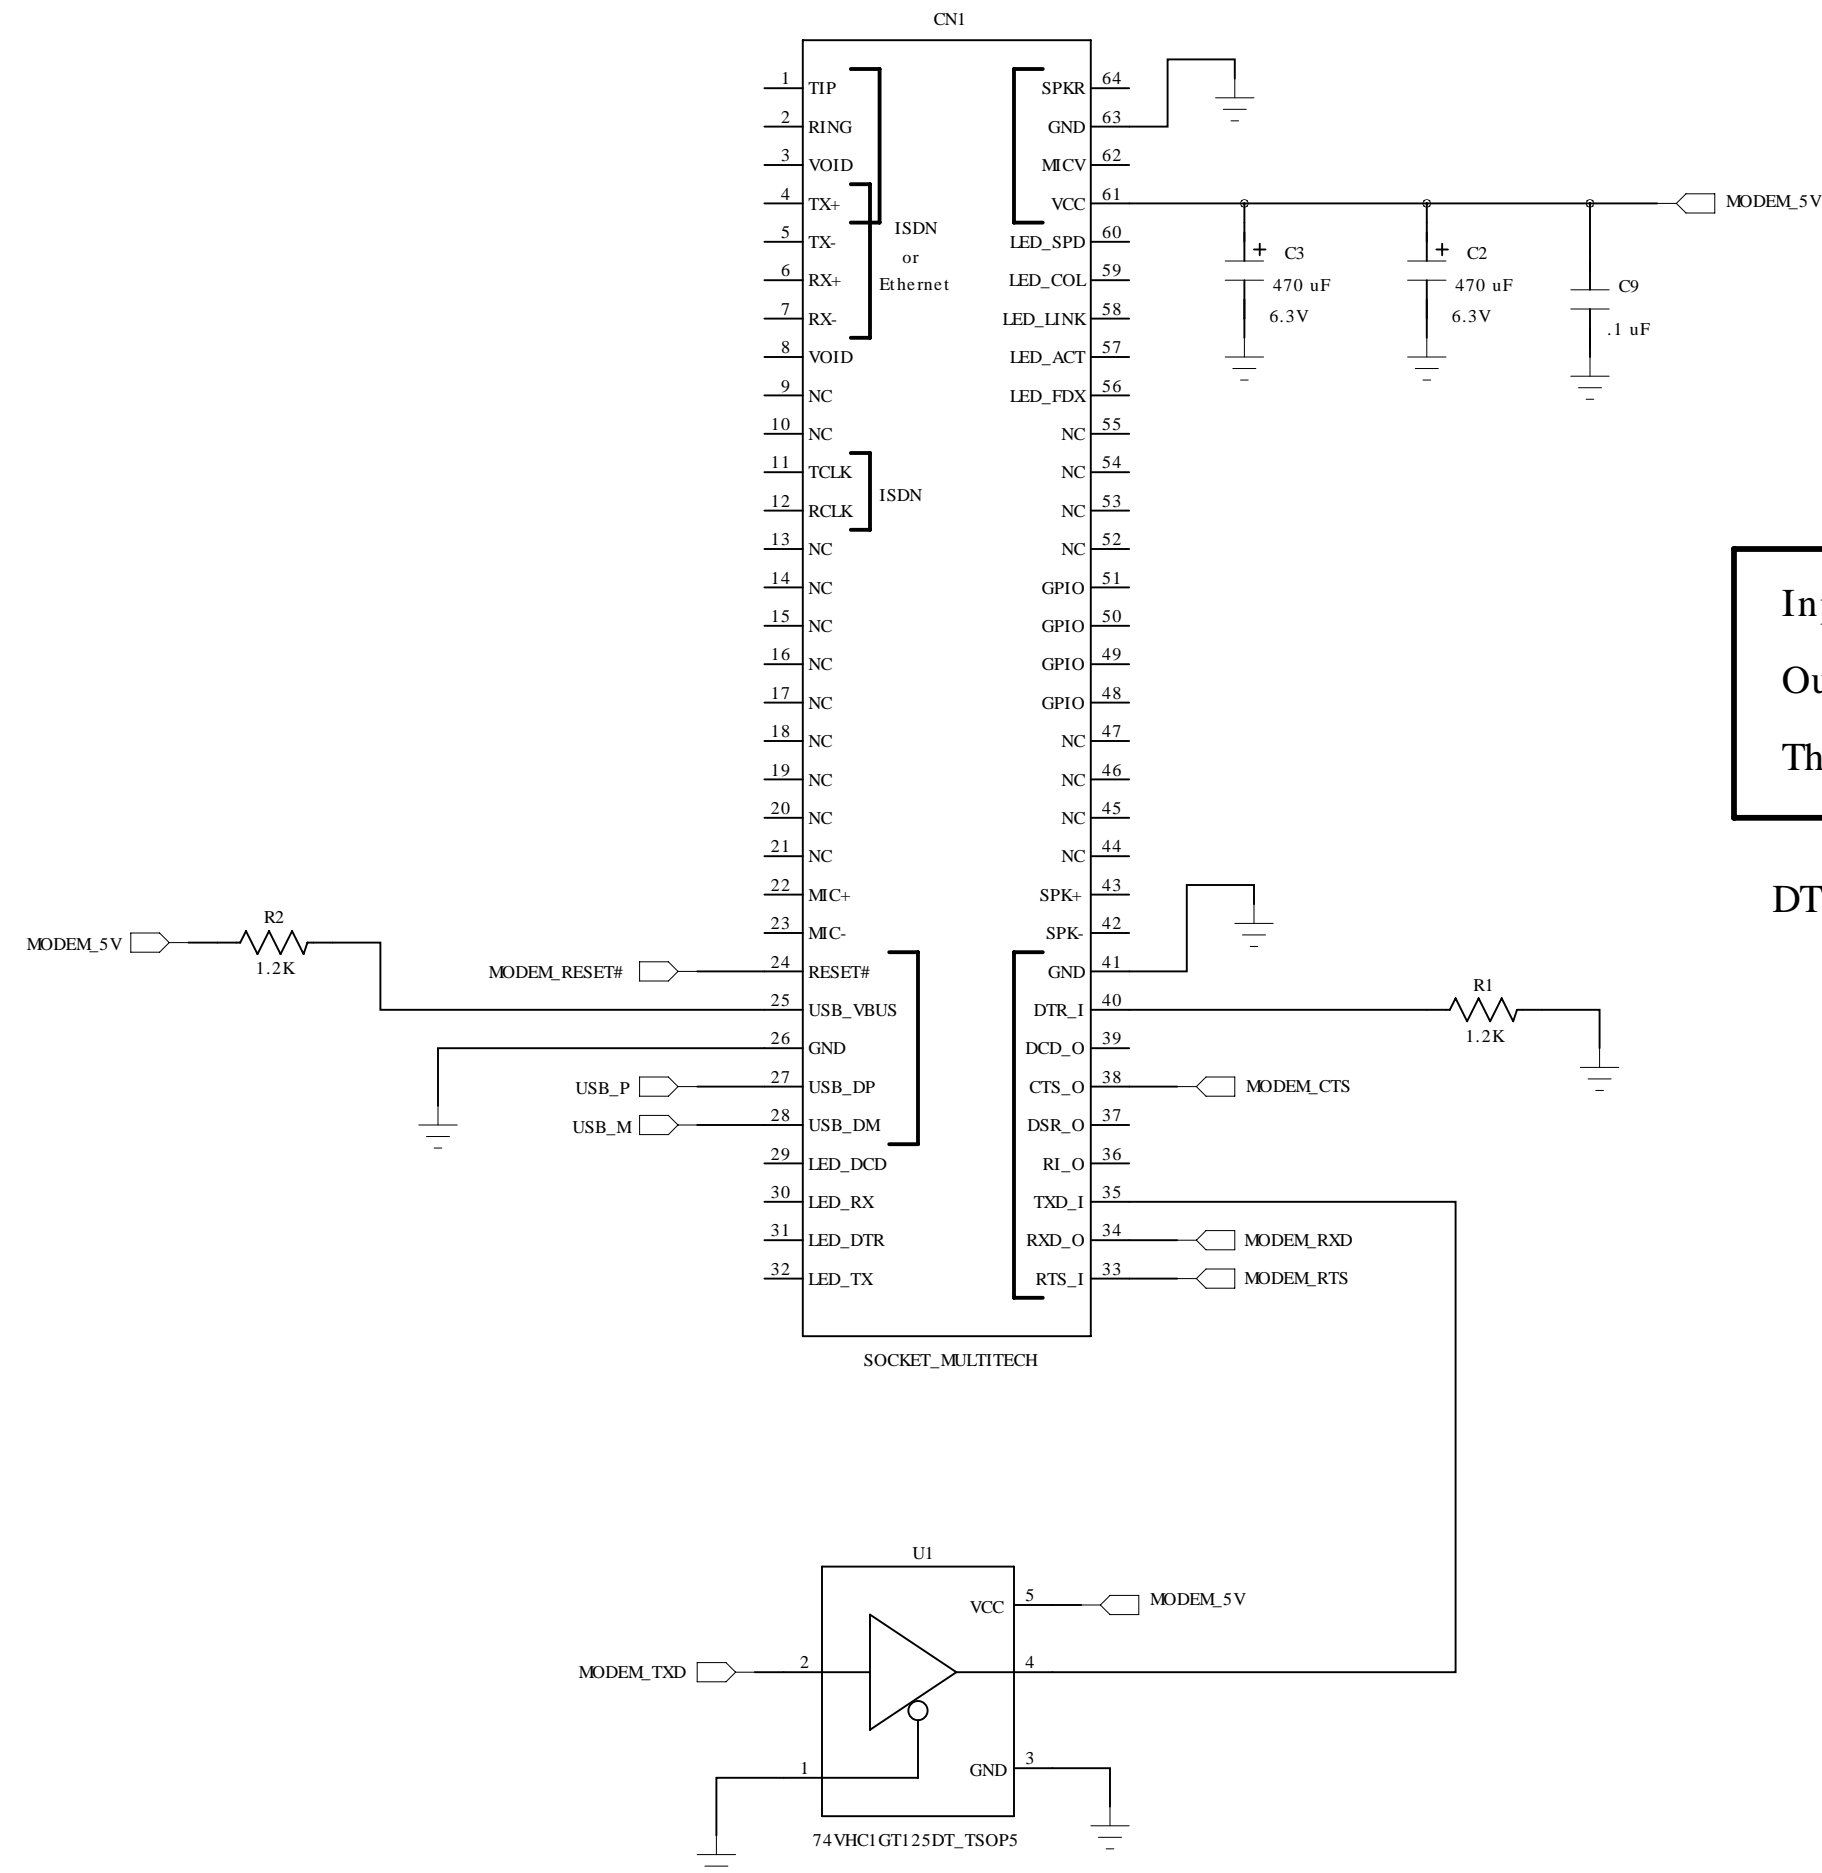 CN1
1 TIP
2 RING
3 VOID
4 TX+
5 TX-
6 RX+
7 RX-
8 VOID
9 NC
10 NC
11 TCLK
12 RCLK
13 NC
14 NC
15 NC
16 NC
17 NC
18 NC
19 NC
20 NC
21 NC
22 MIC+
23 MIC-
24 RESET#
25 USB_VBUS
26 GND
27 USB_DP
28 USB_DM
29 LED_DCD
30 LED_RX
31 LED_DTR
32 LED_TX
ISDN
or
Ethernet
ISDN
SPKR 64
GND 63
MICV 62
VCC 61
LED_SPD 60
LED_COL 59
LED_LINK 58
LED_ACT 57
LED_FDX 56
NC 55
NC 54
NC 53
NC 52
GPIO 51
GPIO 50
GPIO 49
GPIO 48
NC 47
NC 46
NC 45
NC 44
SPK+ 43
SPK- 42
GND 41
DTR_I 40
DCD_O 39
CTS_O 38
DSR_O 37
RI_O 36
TXD_I 35
RXD_O 34
RTS_I 33
SOCKET_MULTITECH
MODEM_5V
+ C3
470 uF
6.3V
+ C2
470 uF
6.3V
C9
.1 uF
Ou
Th
DT
MODEM_5V
R2
1.2K
MODEM_RESET#
USB_P
USB_M
R1
1.2K
MODEM_CTS
MODEM_RXD
MODEM_RTS
U1
VCC 5
MODEM_5V
MODEM_TXD
2
4
1
GND 3
74VHC1GT125DT_TSOP5